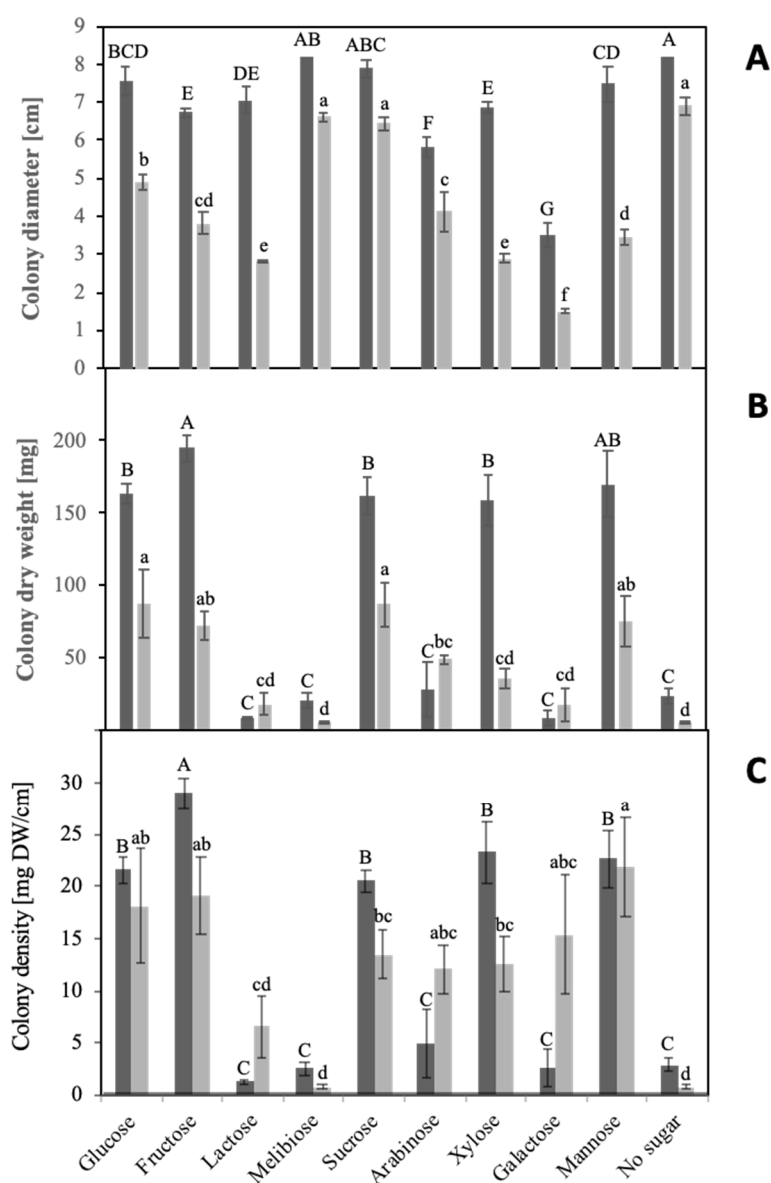 A
Colony diameter [cm]
9
8
7
6
5
4
3
2
1
0
BCD
b
E
cd
DE
e
AB
a
ABC
a
F
c
E
e
G
f
CD
d
A
a
B
Colony dry weight [mg]
200
150
100
50
B
a
A
ab
C
cd
C
d
B
a
C
bc
B
cd
C
cd
AB
ab
C
d
C
Colony density [mg DW/cm]
30
25
20
15
10
5
0
B
ab
A
ab
C
cd
C
d
B
bc
C
abc
B
bc
C
abc
B
a
C
d
Glucose
Fructose
Lactose
Melibiose
Sucrose
Arabinose
Xylose
Galactose
Mannose
No sugar